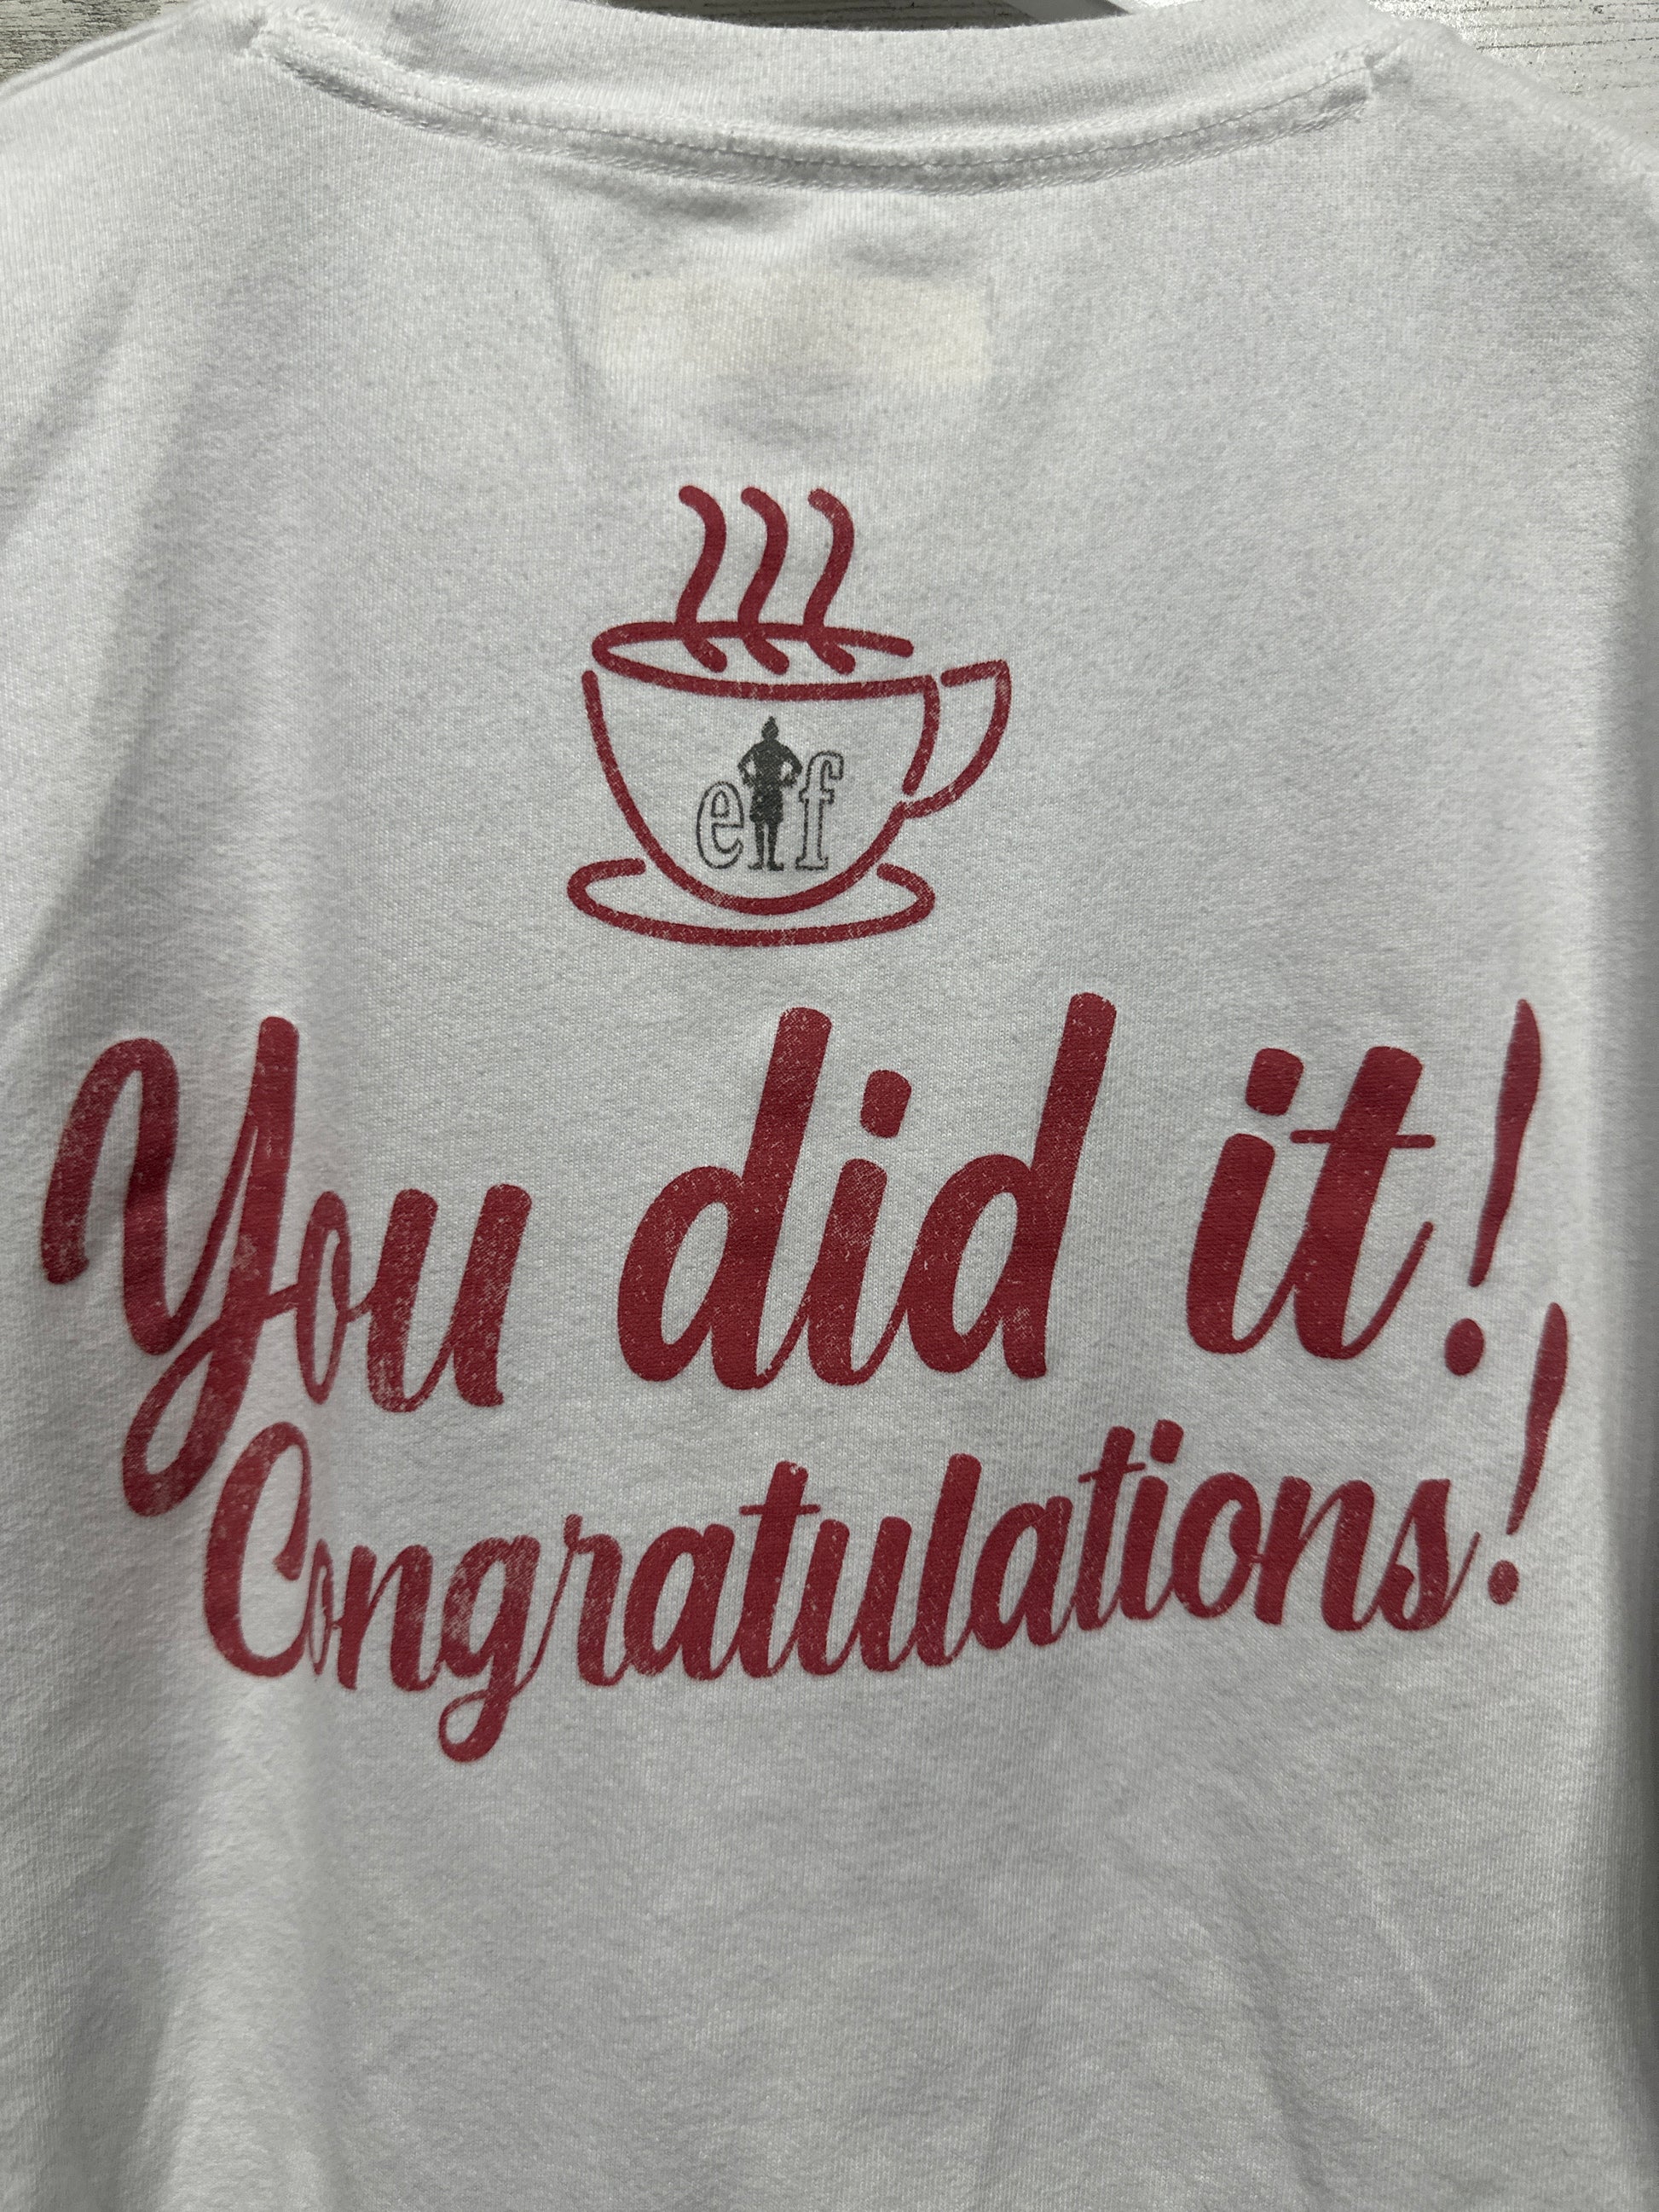 elf
You did it!
Congratulations!